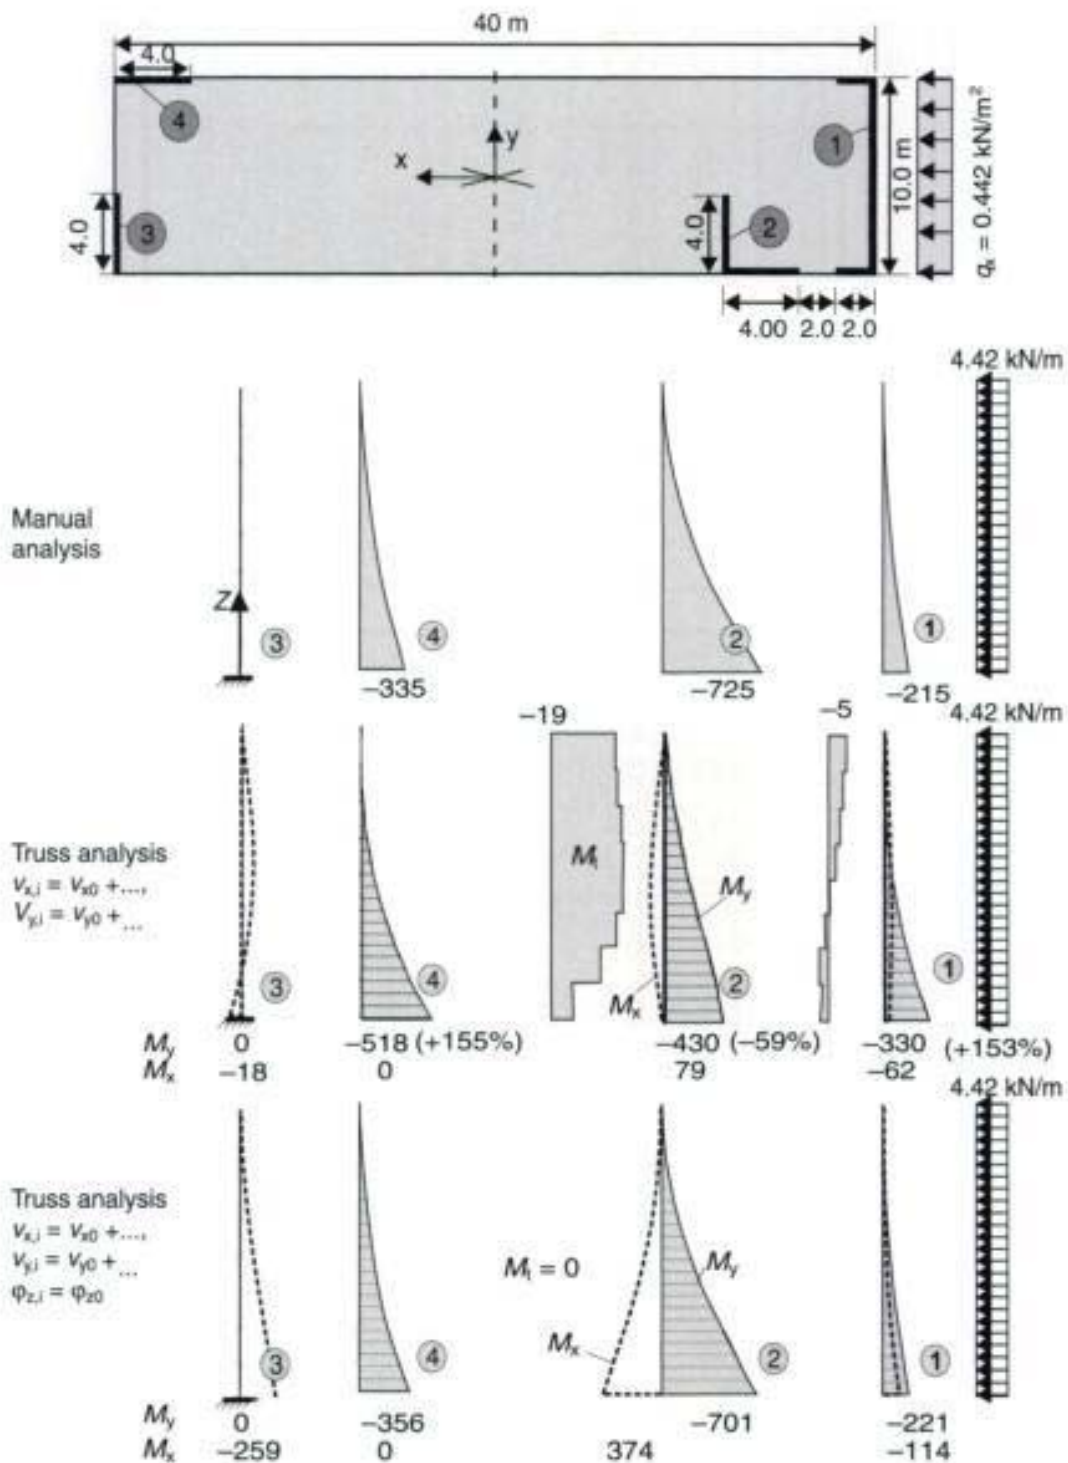 40 m
4.0
4
1
y
x
10.0 m
qx = 0.442 kN/m²
4.0
3
4.0
2
4.00 2.0 2.0
4.42 kN/m
Manual
analysis
Z
3
4
2
1
−335
−725
−215
−19
−5
4.42 kN/m
Truss analysis
vx,i = vx0 +...,
Vy,i = vy0 + ...
Mt
My
Mx
3
4
2
1
My 0 −518 (+155%) −430 (−59%) −330 (+153%)
Mx −18 0 79 −62
4.42 kN/m
Truss analysis
vx,i = vx0 +...,
vy,i = vy0 + ...
φz,i = φz0
Mt = 0
My
Mx
3
4
2
1
My 0 −356 −701 −221
Mx −259 0 374 −114